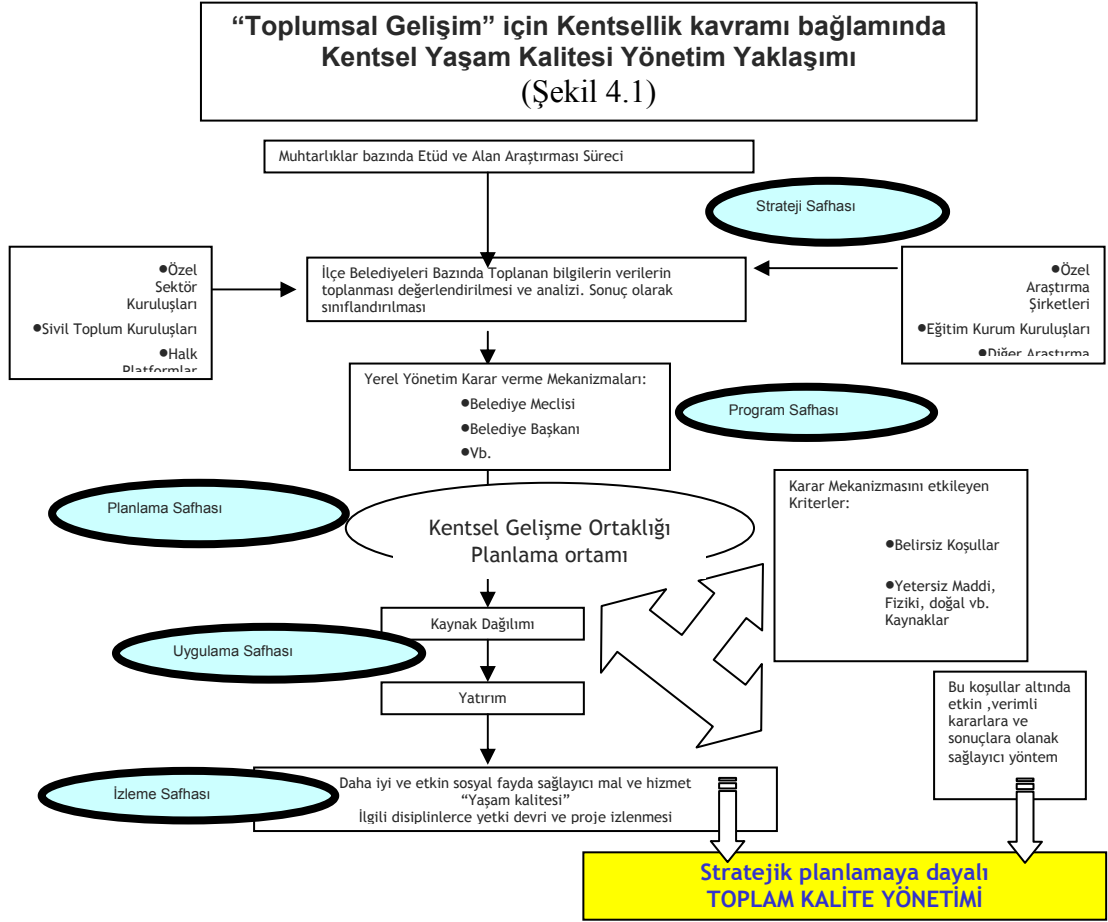 “Toplumsal Gelişim” için Kentsellik kavramı bağlamında
Kentsel Yaşam Kalitesi Yönetim Yaklaşımı
(Şekil 4.1)
Muhtarlıklar bazında Etüd ve Alan Araştırması Süreci
Strateji Safhası
●Özel
Sektör
Kuruluşları
●Sivil Toplum Kuruluşları
●Halk
Platformlar
İlçe Belediyeleri Bazında Toplanan bilgilerin verilerin
toplanması değerlendirilmesi ve analizi. Sonuç olarak
sınıflandırılması
●Özel
Araştırma
Şirketleri
●Eğitim Kurum Kuruluşları
●Diğer Araştırma
Yerel Yönetim Karar verme Mekanizmaları:
●Belediye Meclisi
●Belediye Başkanı
●Vb.
Program Safhası
Planlama Safhası
Kentsel Gelişme Ortaklığı
Planlama ortamı
Karar Mekanizmasını etkileyen
Kriterler:
●Belirsiz Koşullar
●Yetersiz Maddi,
Fiziki, doğal vb.
Kaynaklar
Kaynak Dağılımı
Uygulama Safhası
Yatırım
Bu koşullar altında
etkin ,verimli
kararlara ve
sonuçlara olanak
sağlayıcı yöntem
İzleme Safhası
Daha iyi ve etkin sosyal fayda sağlayıcı mal ve hizmet
“Yaşam kalitesi”
İlgili disiplinlerce yetki devri ve proje izlenmesi
Stratejik planlamaya dayalı
TOPLAM KALİTE YÖNETİMİ